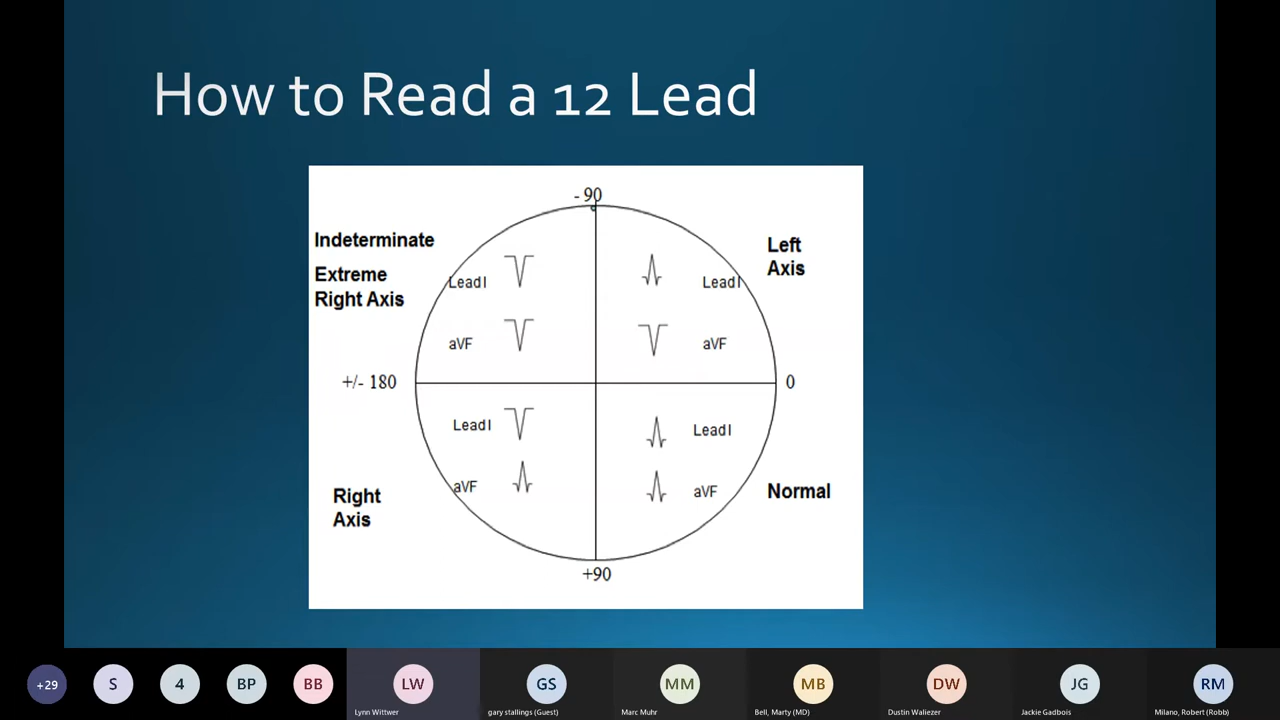 How to Read a 12 Lead
- 90
Indeterminate
Extreme
Right Axis
Lead I
aVF
Left
Axis
Lead I
aVF
+/- 180
0
Lead I
aVF
Right
Axis
Lead I
aVF
Normal
+90
+29
S
4
BP
BB
LW
Lynn Wittwer
GS
gary stallings (Guest)
MM
Marc Muhr
MB
Bell, Marty (MD)
DW
Dustin Waliezer
JG
Jackie Gadbois
RM
Milano, Robert (Robb)